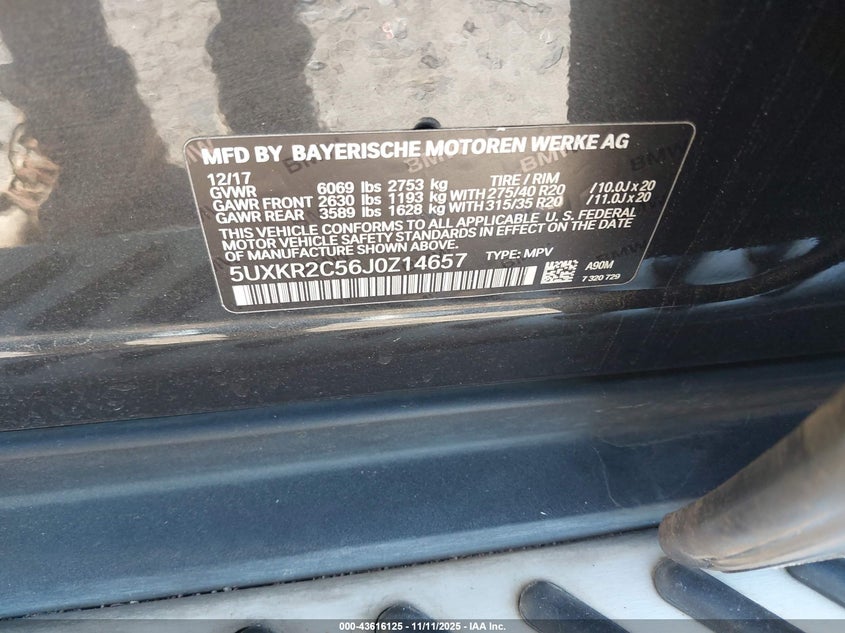 MFD BY BAYERISCHE MOTOREN WERKE AG
12/17 TIRE / RIM
GVWR 6069 lbs 2753 kg
GAWR FRONT 2630 lbs 1193 kg WITH 275/40 R20 /10.0J x 20
GAWR REAR 3589 lbs 1628 kg WITH 315/35 R20 /11.0J x 20
THIS VEHICLE CONFORMS TO ALL APPLICABLE U. S. FEDERAL
MOTOR VEHICLE SAFETY STANDARDS IN EFFECT ON THE
DATE OF MANUFACTURE SHOWN ABOVE.
5UXKR2C56J0Z14657 TYPE: MPV
A90M
7 320 729
000-43616125 - 11/11/2025 - IAA Inc.